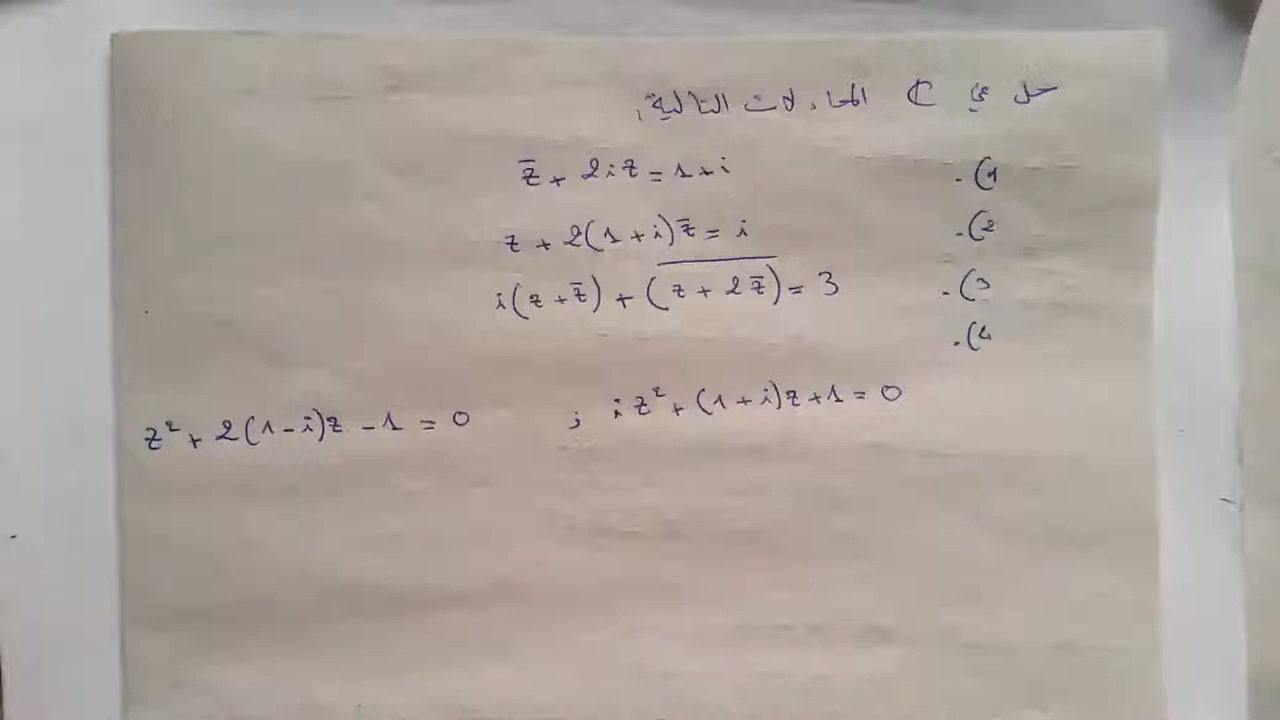 حل في ℂ المعادلات التالية:
1). z̅ + 2iz = 1+i
2). z + 2(1+i)z̅ = i
3). i(z+z̅) + (z̅ ̅+̅ ̅2̅z̅) = 3
4).
iz² + (1+i)z+1 = 0 ; z² + 2(1-i)z - 1 = 0